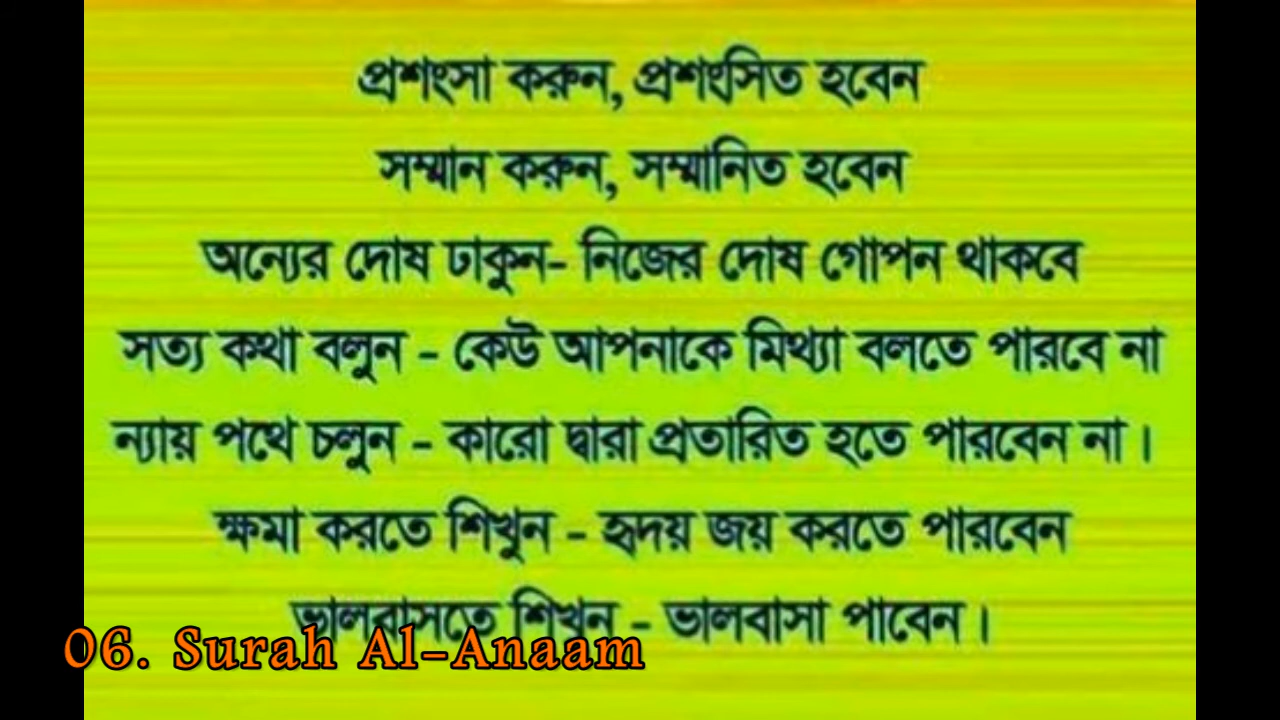 প্রশংসা করুন, প্রশংসিত হবেন
সম্মান করুন, সম্মানিত হবেন
অন্যের দোষ ঢাকুন- নিজের দোষ গোপন থাকবে
সত্য কথা বলুন - কেউ আপনাকে মিথ্যা বলতে পারবে না
ন্যায় পথে চলুন - কারো দ্বারা প্রতারিত হতে পারবেন না।
ক্ষমা করতে শিখুন - হৃদয় জয় করতে পারবেন
ভালবাসতে শিখুন - ভালবাসা পাবেন।
06. Surah Al-Anaam